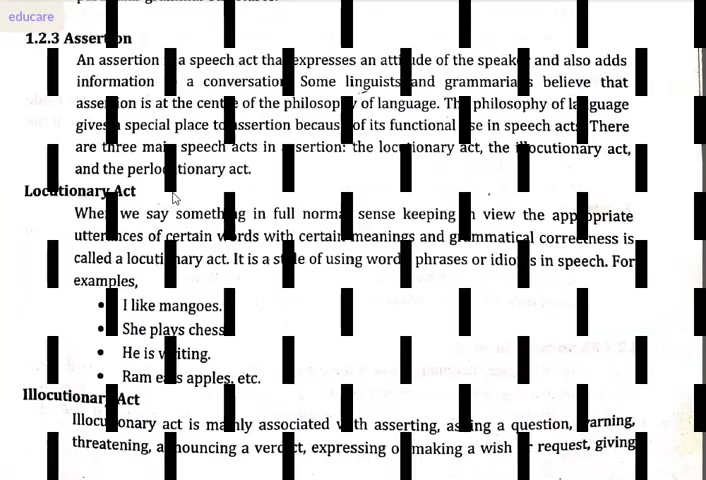 educare
1.2.3 Assertion
An assertion is a speech act that expresses an attitude of the speaker and also adds
information to a conversation. Some linguists and grammarians believe that
assertion is at the centre of the philosophy of language. The philosophy of language
gives a special place to assertion because of its functional use in speech acts. There
are three main speech acts in assertion: the locutionary act, the illocutionary act,
and the perlocutionary act.
Locutionary Act
When we say something in full normal sense keeping in view the appropriate
utterances of certain words with certain meanings and grammatical correctness is
called a locutionary act. It is a style of using words, phrases or idioms in speech. For
examples,
• I like mangoes.
• She plays chess.
• He is writing.
• Ram eats apples, etc.
Illocutionary Act
Illocutionary act is mainly associated with asserting, asking a question, warning,
threatening, announcing a verdict, expressing or making a wish or request, giving